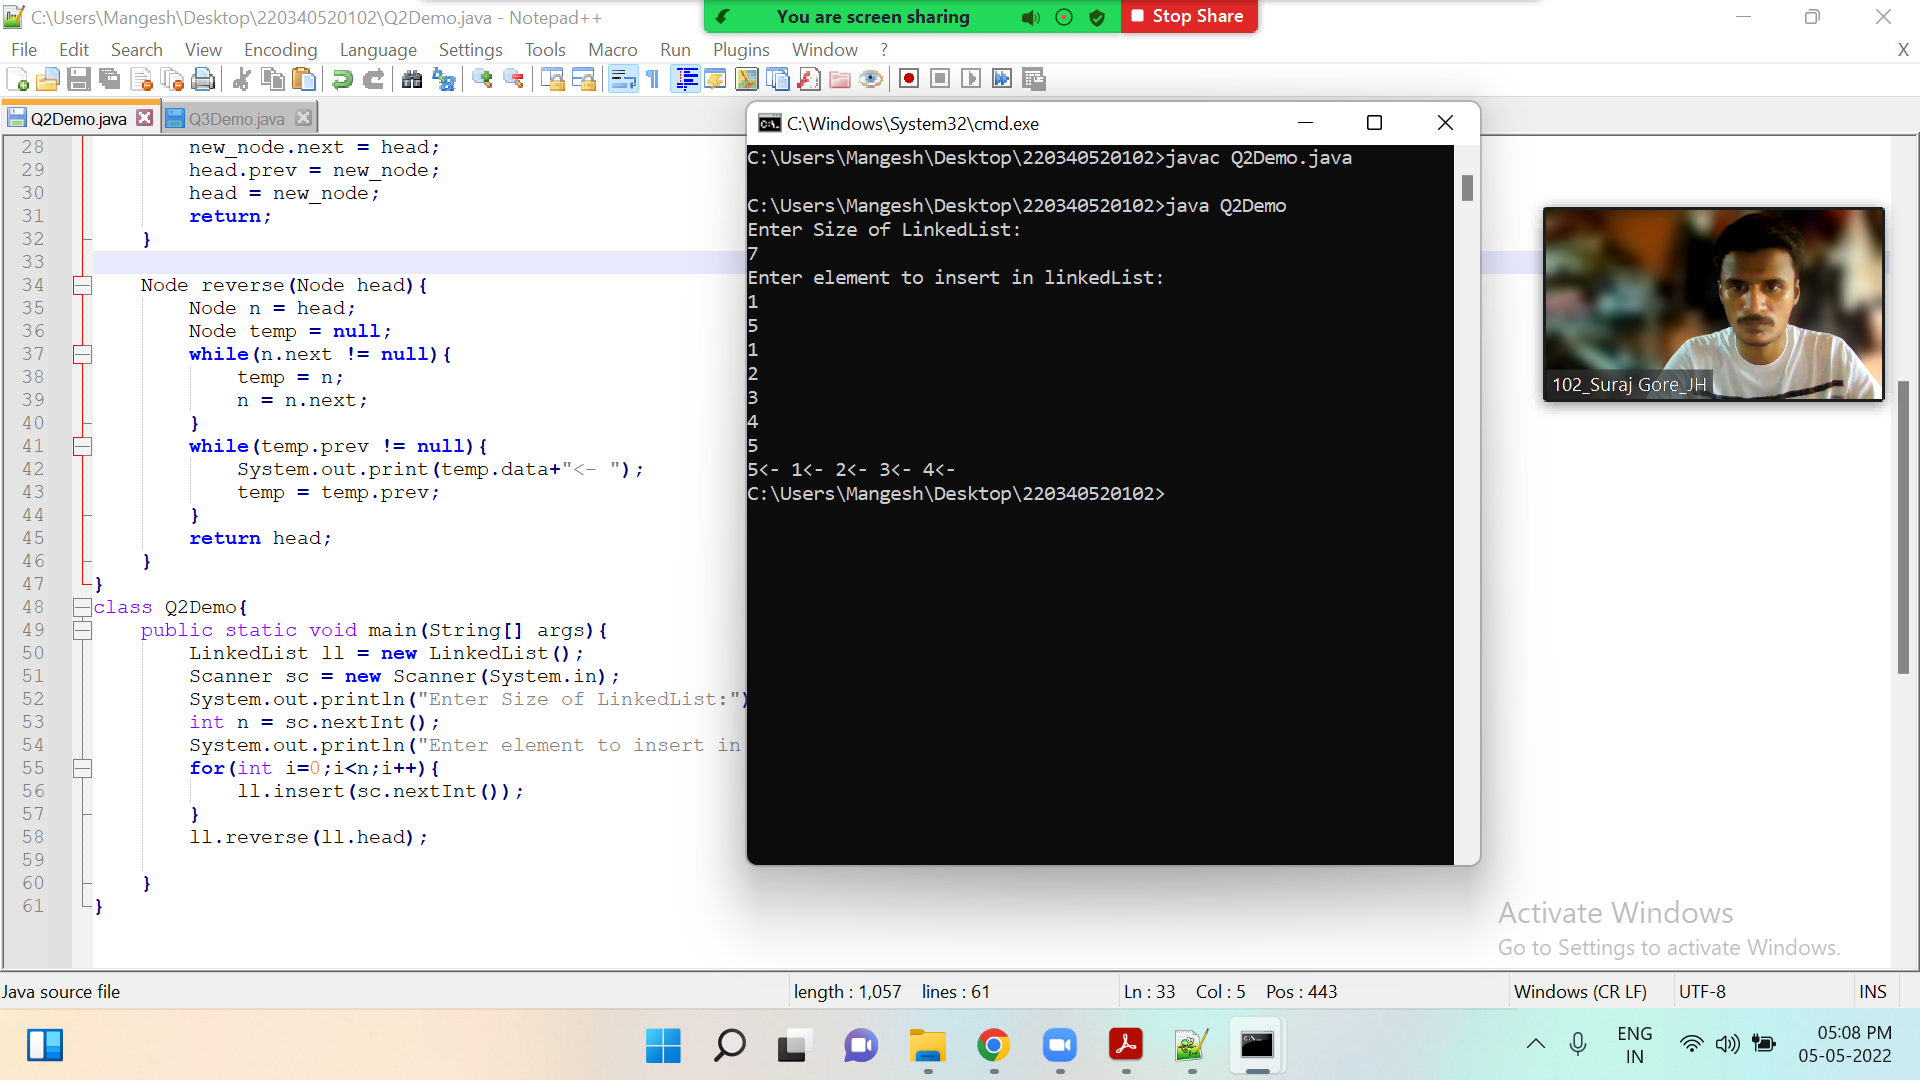 C:\Users\Mangesh\Desktop\220340520102\Q2Demo.java - Notepad++
You are screen sharing
Stop Share
File Edit Search View Encoding Language Settings Tools Macro Run Plugins Window ?
X
Q2Demo.java
Q3Demo.java
28 new_node.next = head;
29 head.prev = new_node;
30 head = new_node;
31 return;
32 }
33
34 Node reverse(Node head){
35 Node n = head;
36 Node temp = null;
37 while(n.next != null){
38 temp = n;
39 n = n.next;
40 }
41 while(temp.prev != null){
42 System.out.print(temp.data+"<- ");
43 temp = temp.prev;
44 }
45 return head;
46 }
47 }
48 class Q2Demo{
49 public static void main(String[] args){
50 LinkedList ll = new LinkedList();
51 Scanner sc = new Scanner(System.in);
52 System.out.println("Enter Size of LinkedList:")
53 int n = sc.nextInt();
54 System.out.println("Enter element to insert in
55 for(int i=0;i<n;i++){
56 ll.insert(sc.nextInt());
57 }
58 ll.reverse(ll.head);
59
60 }
61 }
C:\Windows\System32\cmd.exe
C:\Users\Mangesh\Desktop\220340520102>javac Q2Demo.java
C:\Users\Mangesh\Desktop\220340520102>java Q2Demo
Enter Size of LinkedList:
7
Enter element to insert in linkedList:
1
5
1
2
3
4
5
5<- 1<- 2<- 3<- 4<-
C:\Users\Mangesh\Desktop\220340520102>
102_Suraj Gore_JH
Activate Windows
Go to Settings to activate Windows.
Java source file
length : 1,057 lines : 61
Ln : 33 Col : 5 Pos : 443
Windows (CR LF)
UTF-8
INS
ENG
IN
05:08 PM
05-05-2022